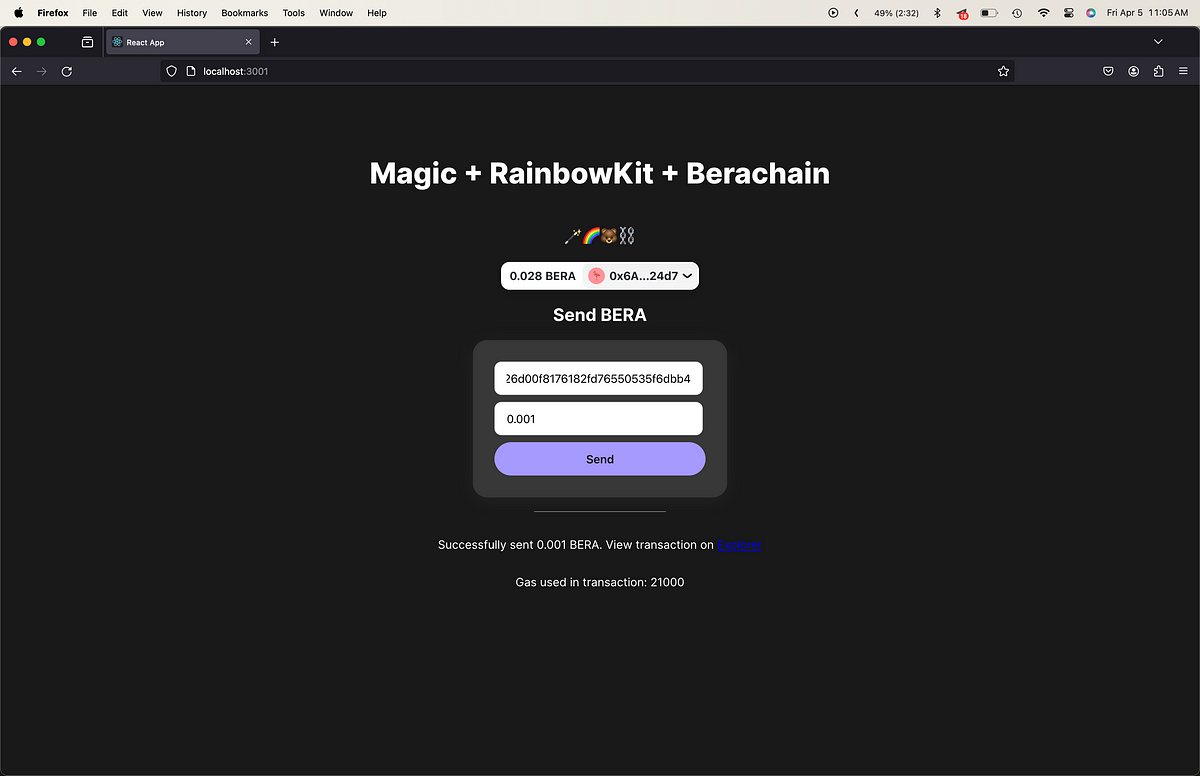 Firefox File Edit View History Bookmarks Tools Window Help 49% (2:32) 18 Fri Apr 5 11:05 AM
React App
localhost:3001
Magic + RainbowKit + Berachain
🪄🌈🐻⛓️
0.028 BERA 0x6A...24d7
Send BERA
26d00f8176182fd76550535f6dbb4
0.001
Send
Successfully sent 0.001 BERA. View transaction on Explorer
Gas used in transaction: 21000